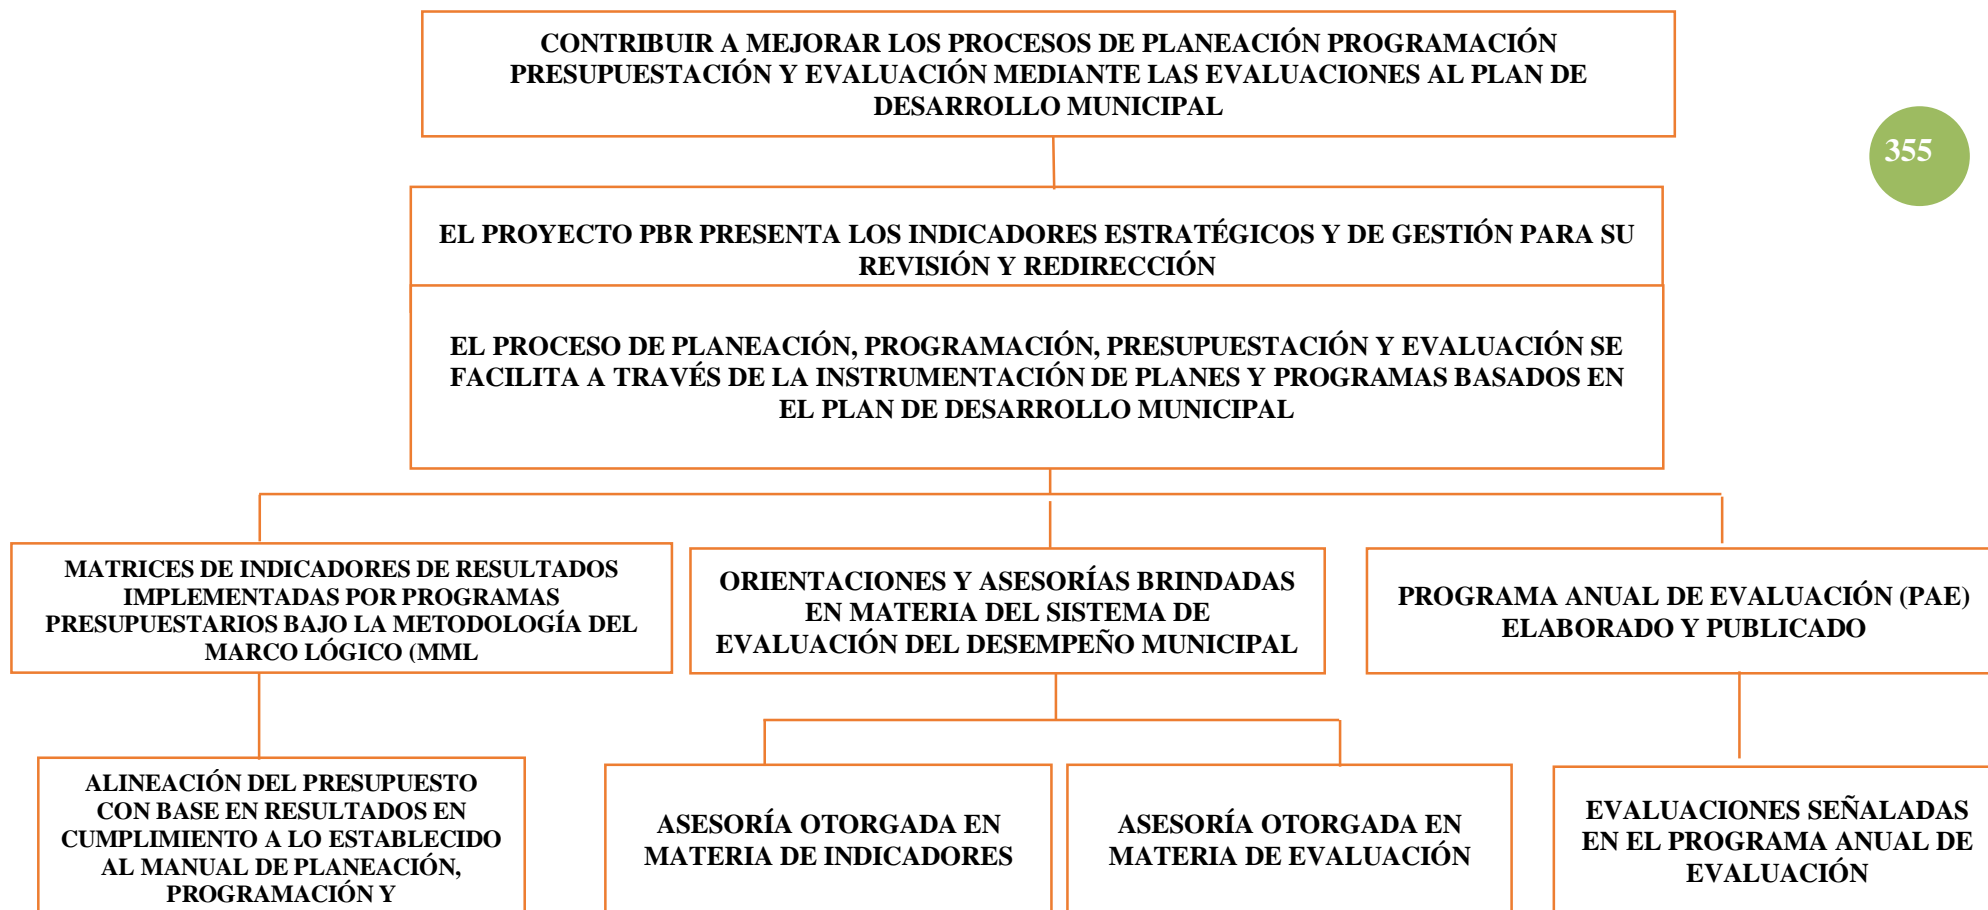 CONTRIBUIR A MEJORAR LOS PROCESOS DE PLANEACIÓN PROGRAMACIÓN
PRESUPUESTACIÓN Y EVALUACIÓN MEDIANTE LAS EVALUACIONES AL PLAN DE
DESARROLLO MUNICIPAL
355
EL PROYECTO PBR PRESENTA LOS INDICADORES ESTRATÉGICOS Y DE GESTIÓN PARA SU
REVISIÓN Y REDIRECCIÓN
EL PROCESO DE PLANEACIÓN, PROGRAMACIÓN, PRESUPUESTACIÓN Y EVALUACIÓN SE
FACILITA A TRAVÉS DE LA INSTRUMENTACIÓN DE PLANES Y PROGRAMAS BASADOS EN
EL PLAN DE DESARROLLO MUNICIPAL
MATRICES DE INDICADORES DE RESULTADOS
IMPLEMENTADAS POR PROGRAMAS
PRESUPUESTARIOS BAJO LA METODOLOGÍA DEL
MARCO LÓGICO (MML
ORIENTACIONES Y ASESORÍAS BRINDADAS
EN MATERIA DEL SISTEMA DE
EVALUACIÓN DEL DESEMPEÑO MUNICIPAL
PROGRAMA ANUAL DE EVALUACIÓN (PAE)
ELABORADO Y PUBLICADO
ALINEACIÓN DEL PRESUPUESTO
CON BASE EN RESULTADOS EN
CUMPLIMIENTO A LO ESTABLECIDO
AL MANUAL DE PLANEACIÓN,
PROGRAMACIÓN Y
ASESORÍA OTORGADA EN
MATERIA DE INDICADORES
ASESORÍA OTORGADA EN
MATERIA DE EVALUACIÓN
EVALUACIONES SEÑALADAS
EN EL PROGRAMA ANUAL DE
EVALUACIÓN